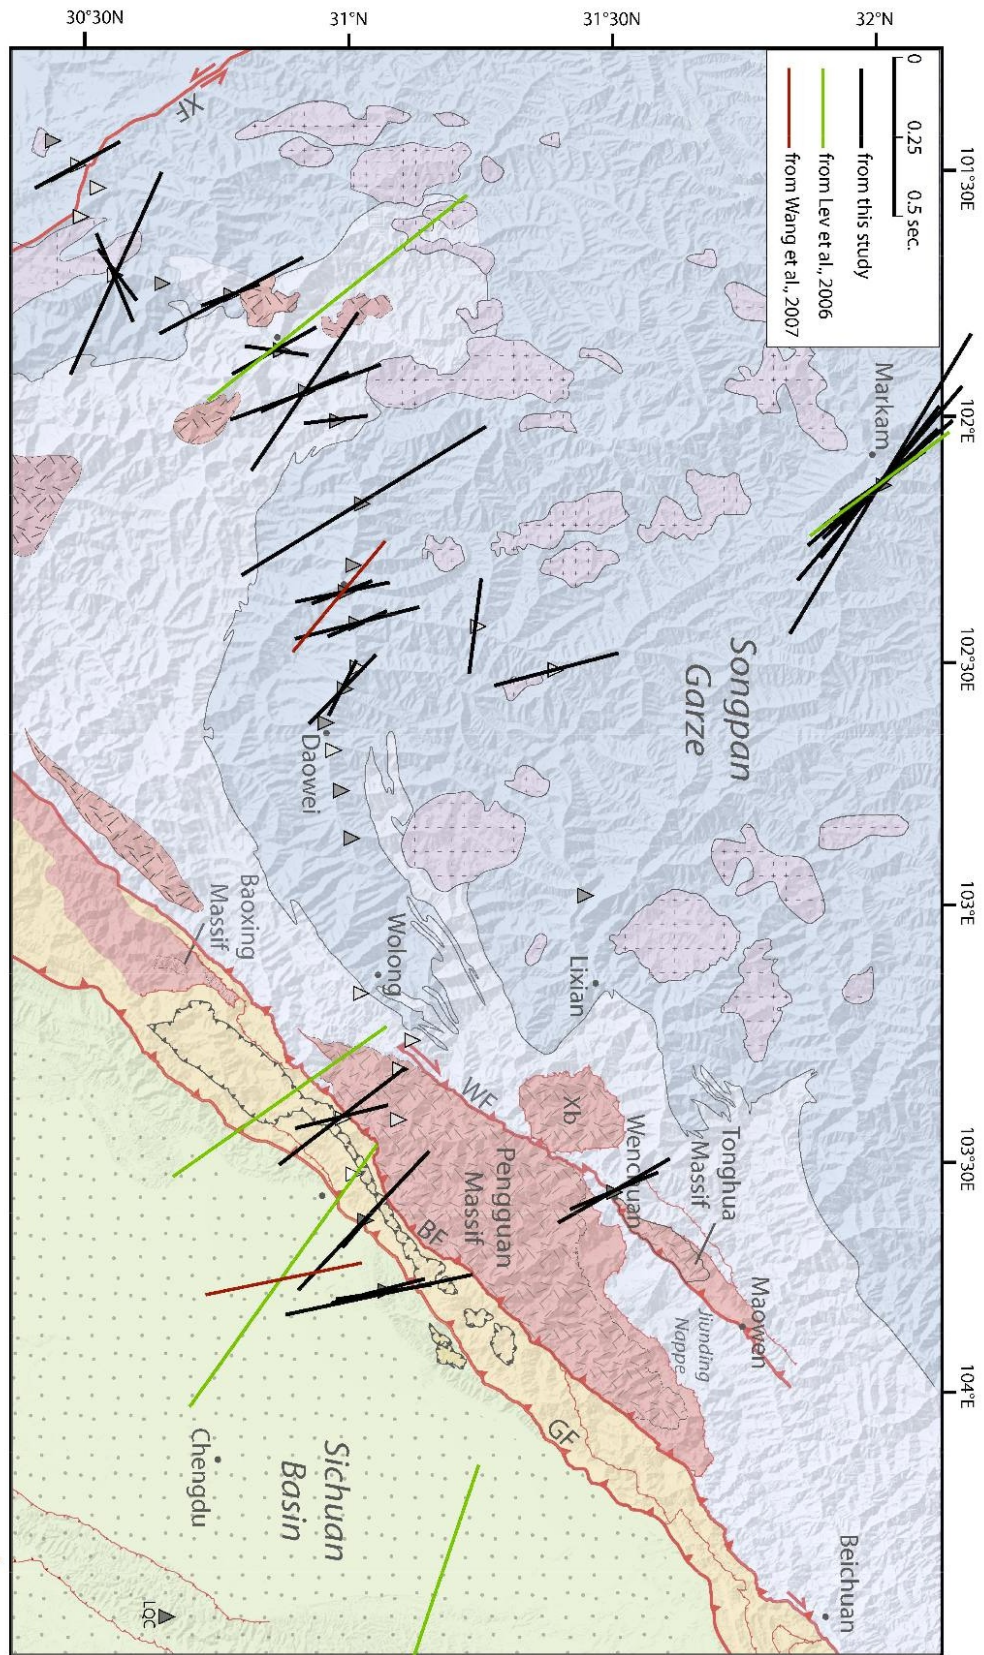 30°30N
31°N
31°30N
32°N
0
0.25
0.5 sec.
from this study
from Lev et al., 2006
from Wang et al., 2007
101°30E
102°E
102°30E
103°E
103°30E
104°E
XF
Markam
Songpan
Garze
Daowei
Baoxing
Massif
Wolong
Lixian
WF
Xb
Wenchuan
Tonghua
Massif
Pengguan
Massif
BF
Maowen
Jiunding
Nappe
GF
Chengdu
Sichuan
Basin
Beichuan
LQC